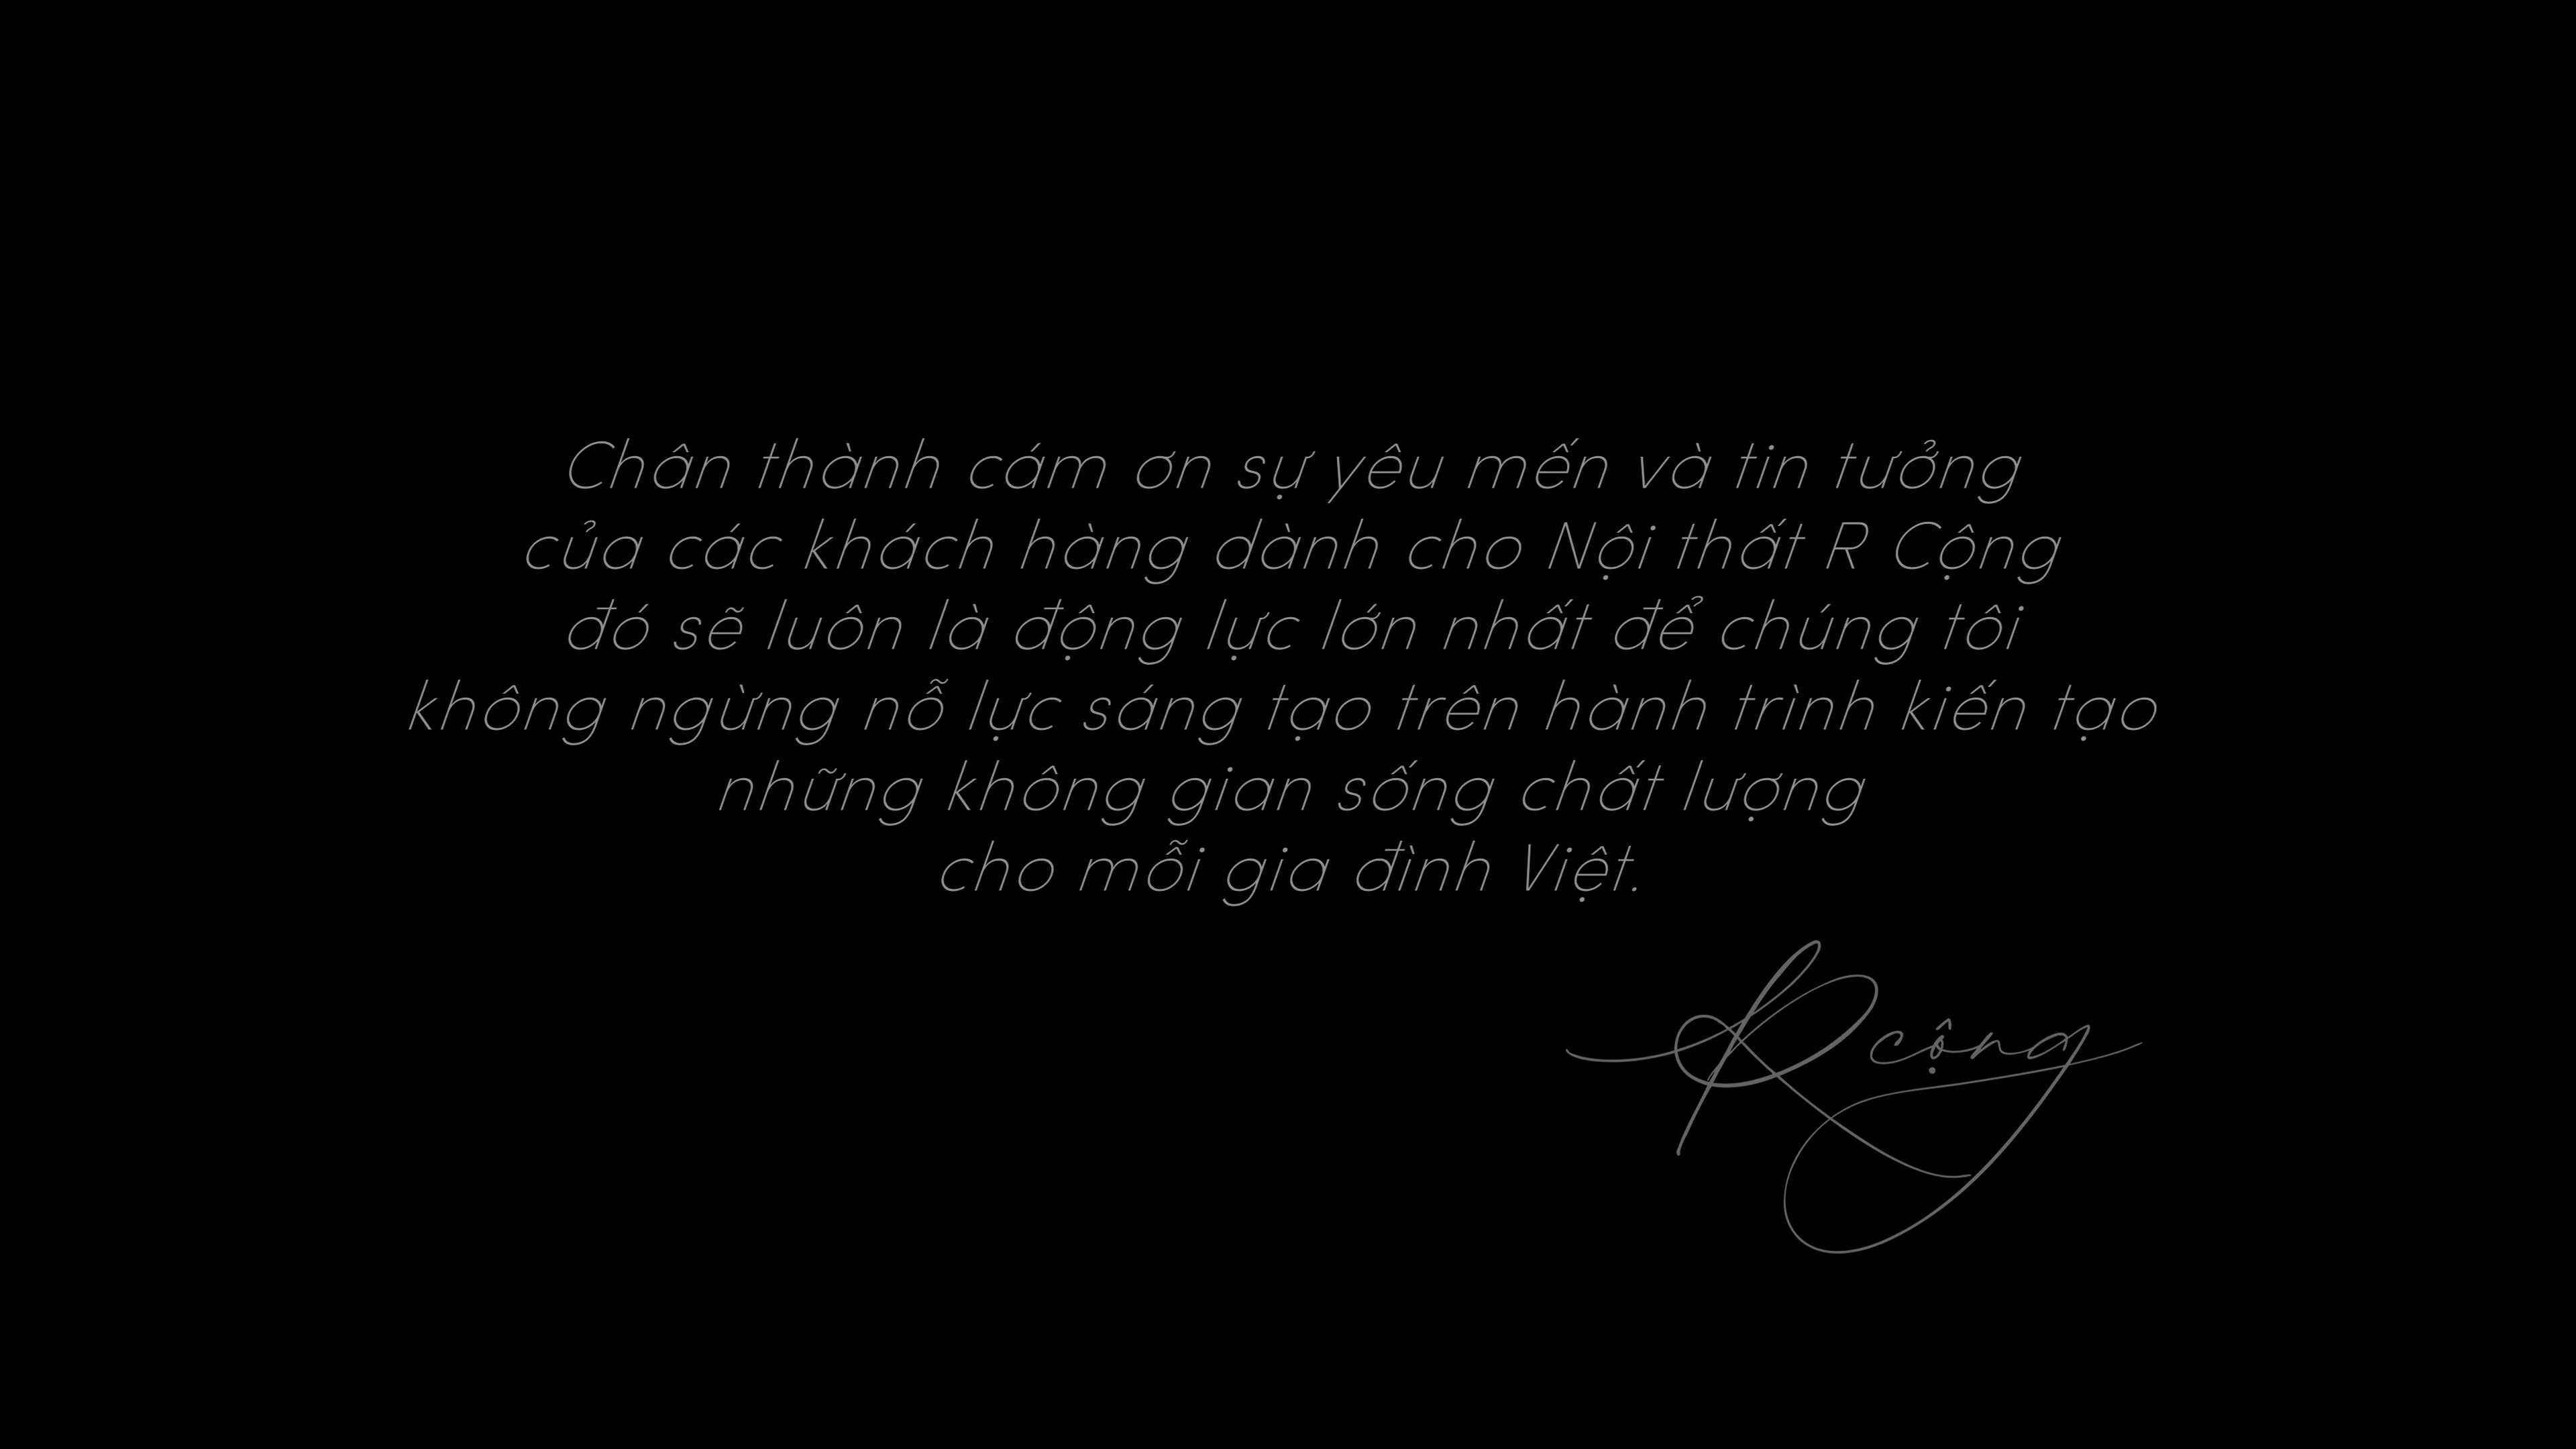 Chân thành cám ơn sự yêu mến và tin tưởng
của các khách hàng dành cho Nội thất R Cộng
đó sẽ luôn là động lực lớn nhất để chúng tôi
không ngừng nỗ lực sáng tạo trên hành trình kiến tạo
những không gian sống chất lượng
cho mỗi gia đình Việt.
R cộng